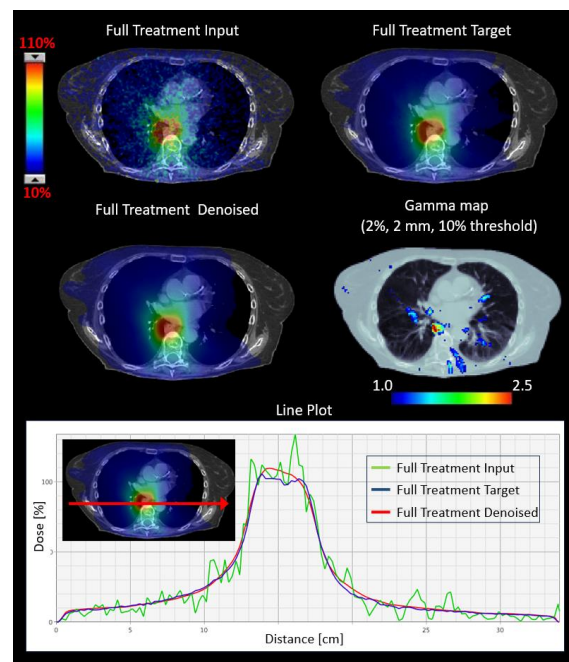 110%
Full Treatment Input
Full Treatment Target
10%
Full Treatment Denoised
Gamma map
(2%, 2 mm, 10% threshold)
1.0
2.5
Line Plot
Full Treatment Input
Full Treatment Target
Full Treatment Denoised
Dose [%]
100
0
0
5
10
25
30
Distance [cm]